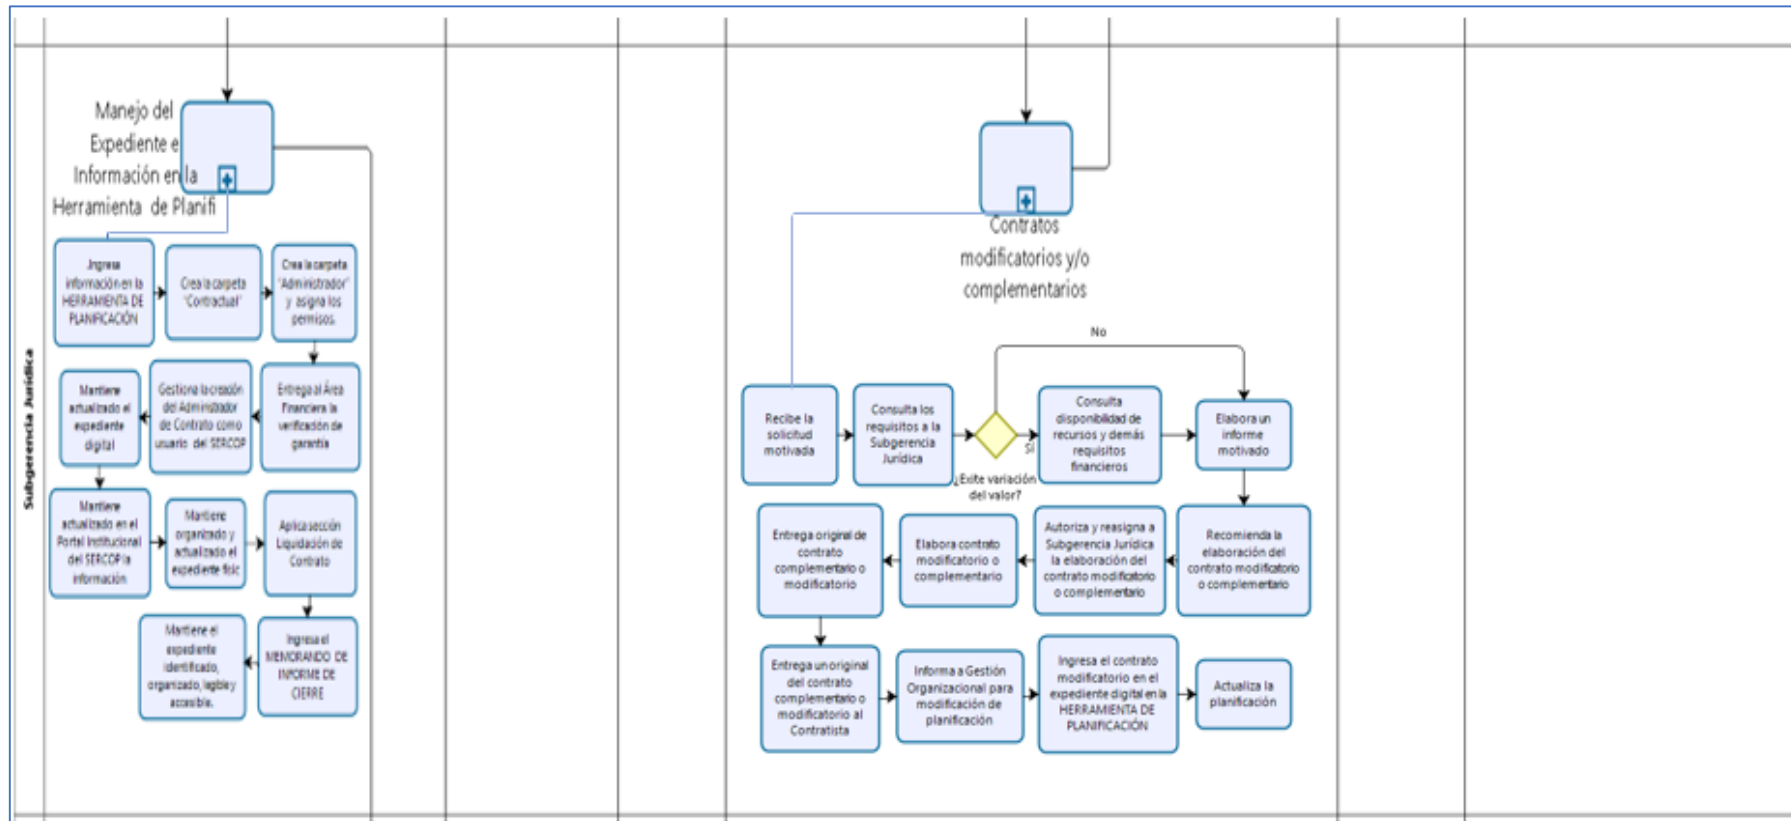 Subgerencia Jurídica
Manejo del
Expediente e
Información en la
Herramienta de Planifi
Ingresa
información en la
HERRAMIENTA DE
PLANIFICACIÓN
Crea la carpeta
"Contractual"
Crea la carpeta
"Administrador"
y asigna los
permisos.
Mantiene
actualizado el
expediente
digital
Gestiona la creación
del Administrador
de Contrato como
usuario del SERCOP
Entrega al Área
Financiera la
verificación de
garantía
Mantiene
actualizado en el
Portal Institucional
del SERCOP la
información
Mantiene
organizado y
actualizado el
expediente físic
Aplica sección
Liquidación de
Contrato
Mantiene el
expediente
identificado,
organizado, legible y
accesible.
Ingresa el
MEMORANDO DE
INFORME DE
CIERRE
Contratos
modificatorios y/o
complementarios
No
Recibe la
solicitud
motivada
Consulta los
requisitos a la
Subgerencia
Jurídica
¿Exite variación
del valor?
Sí
Consulta
disponibilidad de
recursos y demás
requisitos
financieros
Elabora un
informe
motivado
Entrega original de
contrato
complementario o
modificatorio
Elabora contrato
modificatorio o
complementario
Autoriza y reasigna a
Subgerencia Jurídica
la elaboración del
contrato modificatorio
o complementario
Recomienda la
elaboración del
contrato modificatorio
o complementario
Entrega un original
del contrato
complementario o
modificatorio al
Contratista
Informa a Gestión
Organizacional para
modificación de
planificación
Ingresa el contrato
modificatorio en el
expediente digital en la
HERRAMIENTA DE
PLANIFICACIÓN
Actualiza la
planificación